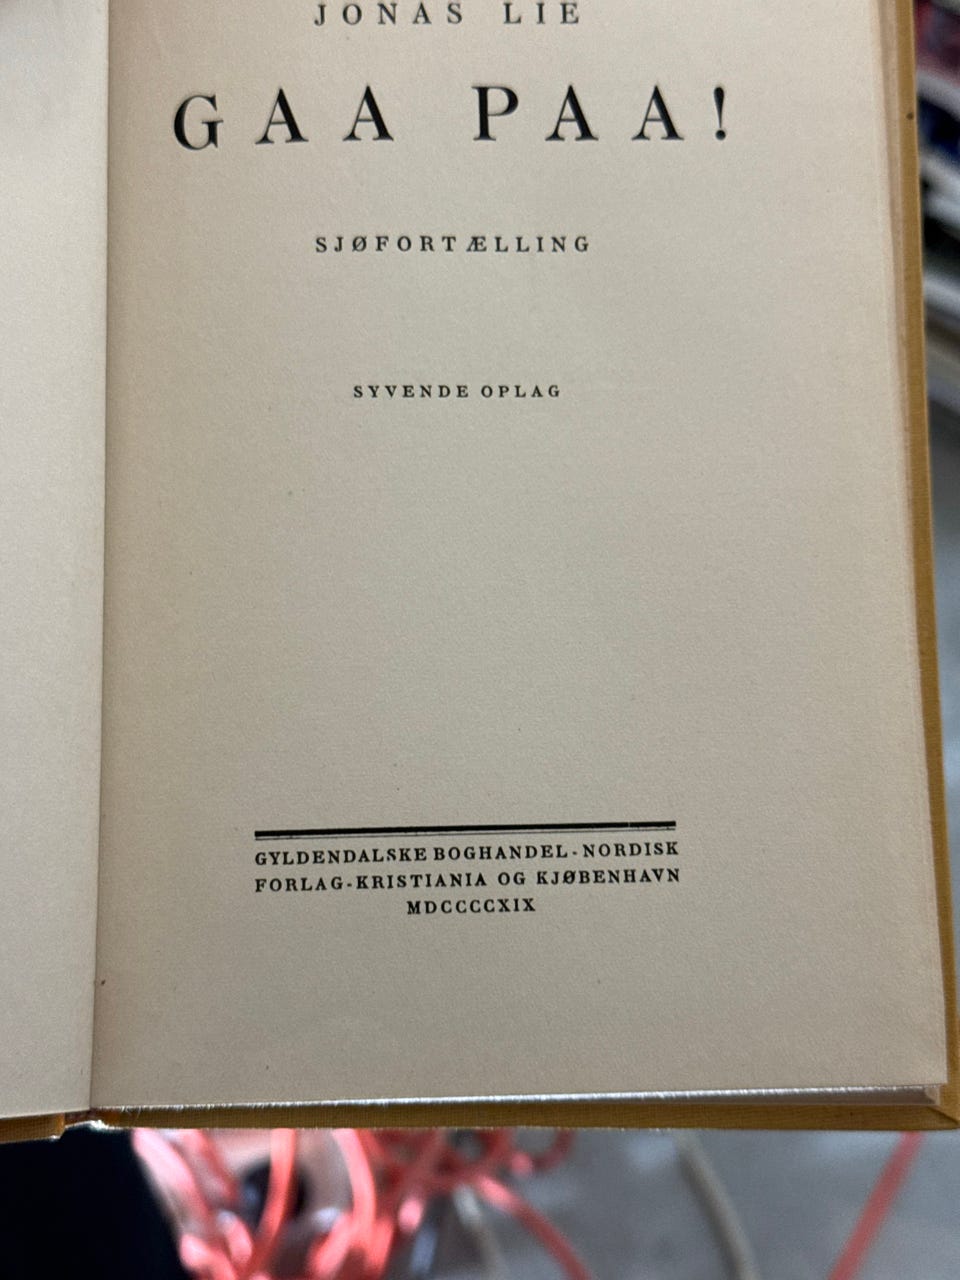 JONAS LIE
GAA PAA!
SJØFORTÆLLING
SYVENDE OPLAG
GYLDENDALSKE BOGHANDEL-NORDISK
FORLAG-KRISTIANIA OG KJØBENHAVN
MDCCCCXIX